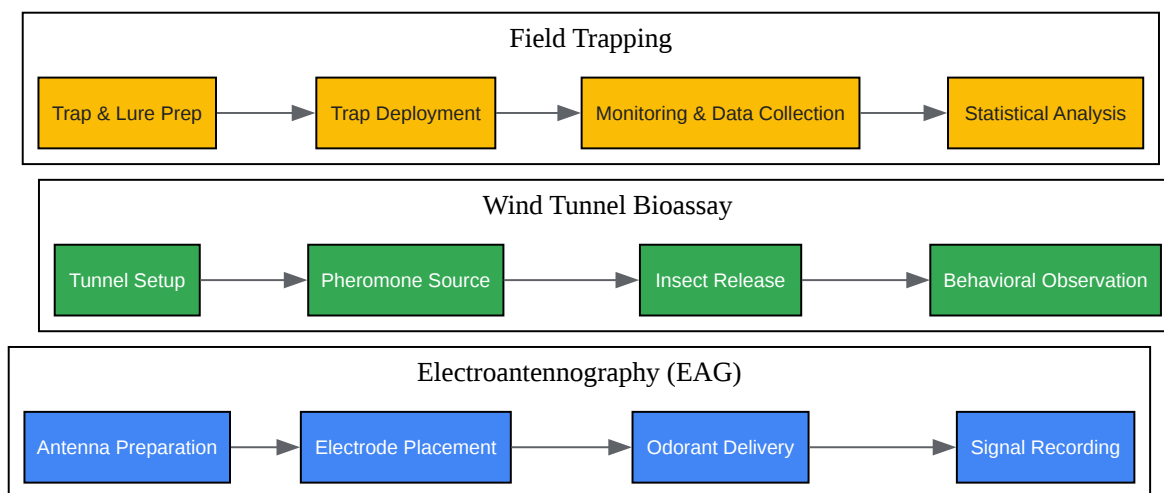 Field Trapping
Trap & Lure Prep
Trap Deployment
Monitoring & Data Collection
Statistical Analysis
Wind Tunnel Bioassay
Tunnel Setup
Pheromone Source
Insect Release
Behavioral Observation
Electroantennography (EAG)
Antenna Preparation
Electrode Placement
Odorant Delivery
Signal Recording